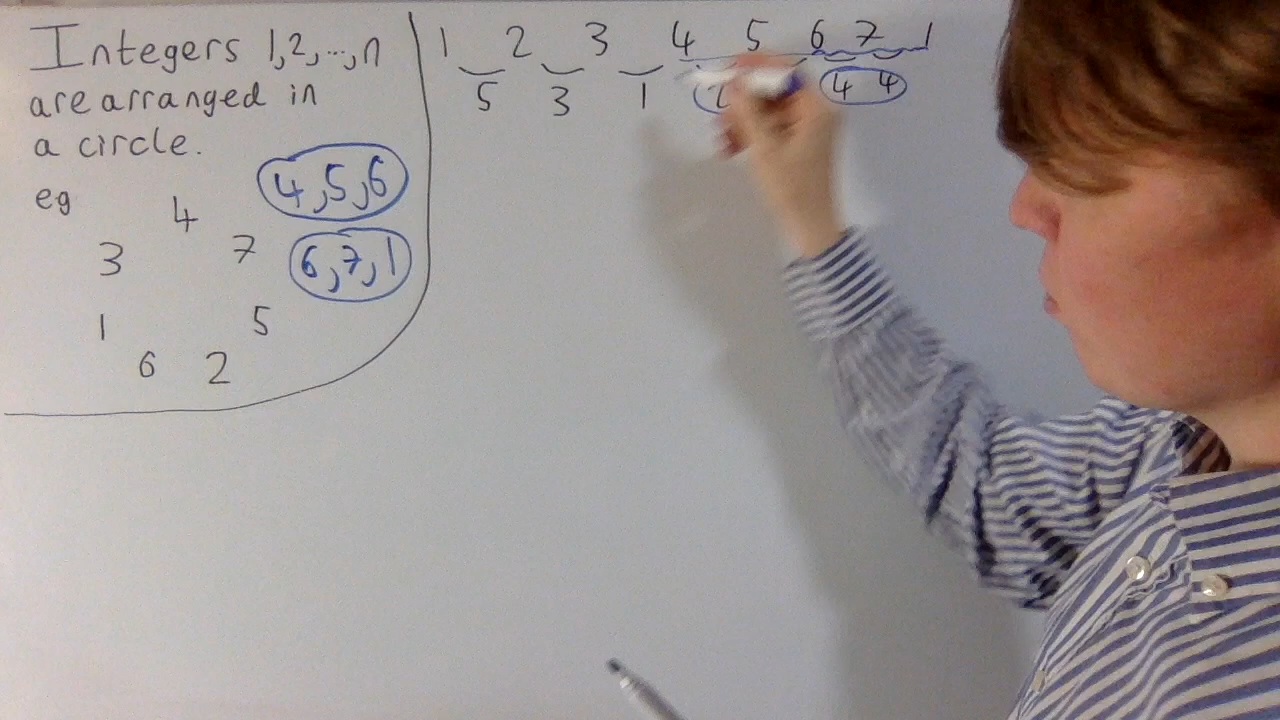 Integers 1,2,...,n
are arranged in
a circle.
eg
4
3
7
1
5
6 2
4,5,6
6,7,1
1 2 3 4 5 6 7 1
5 3 1 4 4